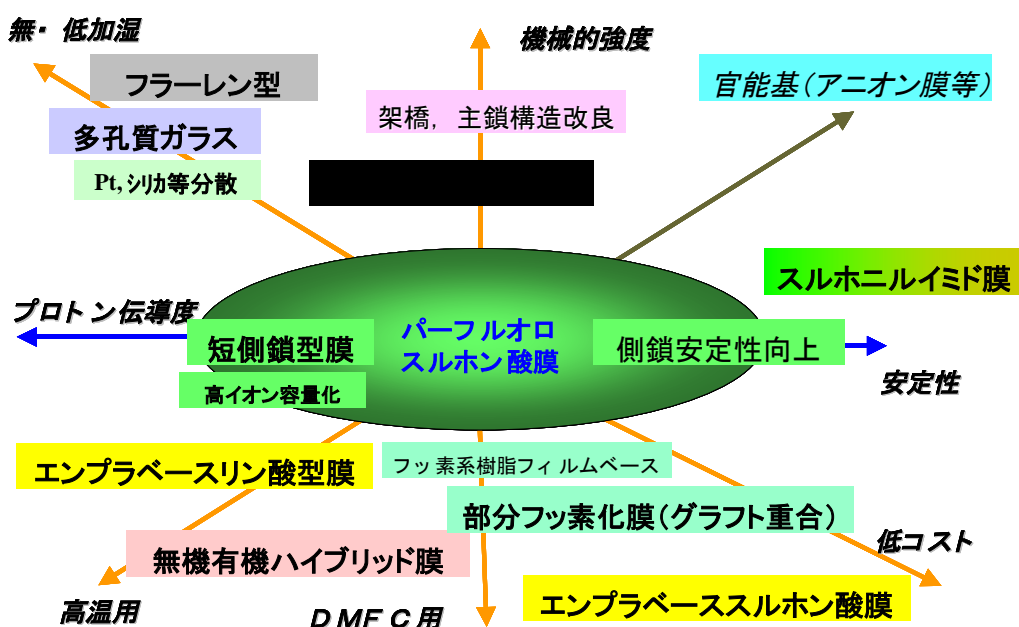 無・低加湿
機械的強度
フラーレン型
官能基（アニオン膜等）
架橋，主鎖構造改良
多孔質ガラス
Pt,シリカ等分散
スルホニルイミド膜
プロトン伝導度
パーフルオロ
スルホン酸膜
短側鎖型膜
側鎖安定性向上
高イオン容量化
安定性
エンプラベースリン酸型膜
フッ素系樹脂フィルムベース
部分フッ素化膜（グラフト重合）
無機有機ハイブリッド膜
低コスト
高温用
DMFC用
エンプラベーススルホン酸膜